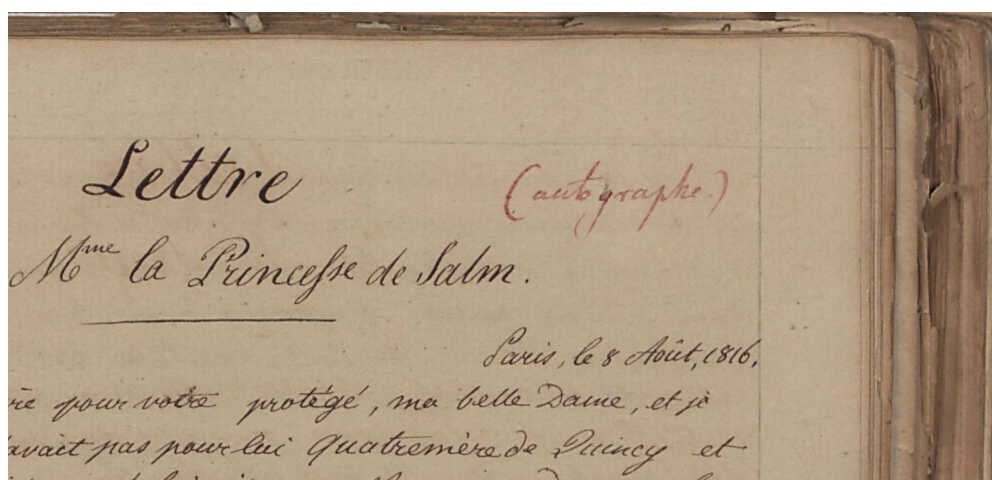 Lettre (autographe.)
Mme la Princesse de Salm.
Paris, le 8 Août, 1816.
pour votre protégé, ma belle Dame, et je
avait pas pour lui Quatremère de Quincy et